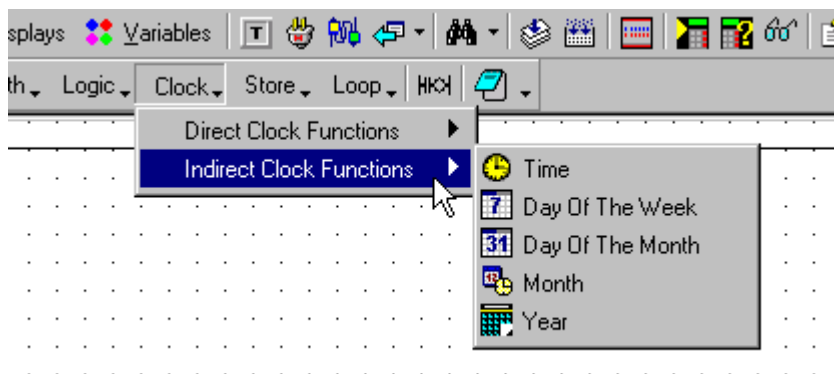 splays Variables T
th Logic Clock Store Loop
Direct Clock Functions
Indirect Clock Functions
Time
7 Day Of The Week
31 Day Of The Month
12 Month
Year